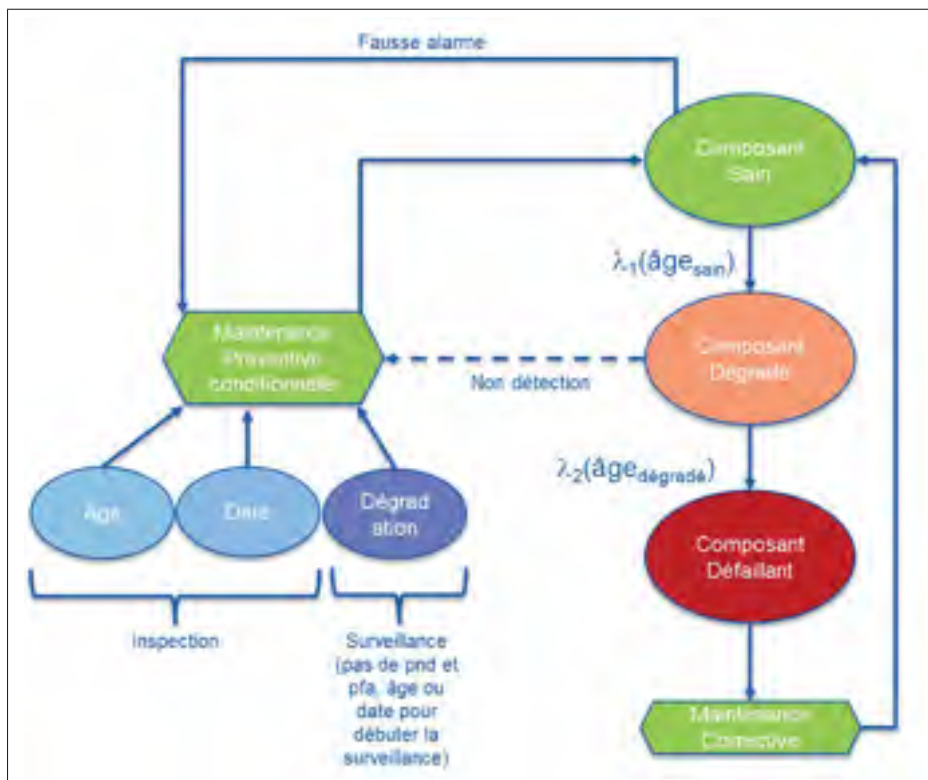 Fausse alarme
Composant
Sain
λ1(âgesain)
Maintenance
Préventive
conditionnelle
Composant
Dégradé
Non détection
λ2(âgedégradé)
Age
Date
Dégrad
ation
Composant
Défaillant
Inspection
Surveillance
(pas de pnd et
pfa, âge ou
date pour
débuter la
surveillance)
Maintenance
Corrective